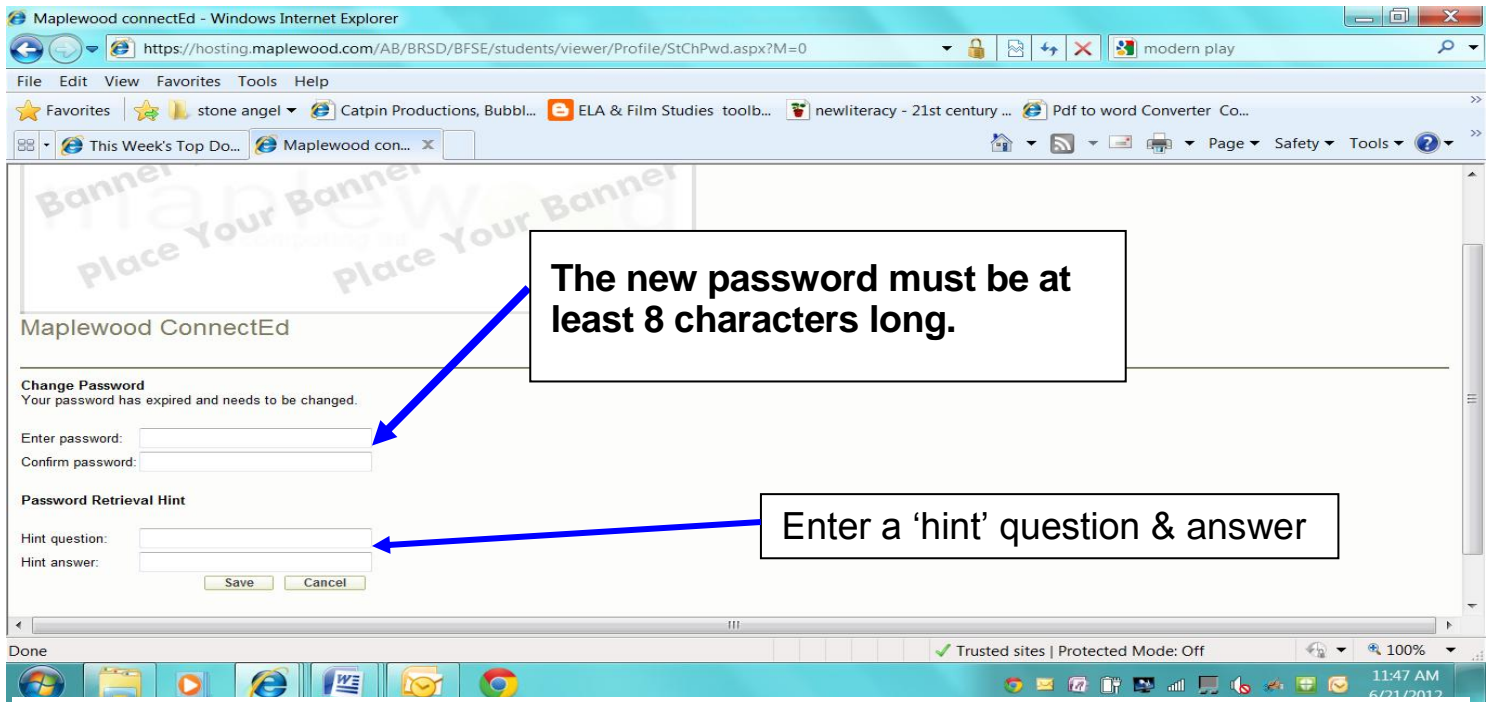 Maplewood connectEd - Windows Internet Explorer
https://hosting.maplewood.com/AB/BRSD/BFSE/students/viewer/Profile/StChPwd.aspx?M=0
modern play
File Edit View Favorites Tools Help
Favorites stone angel Catpin Productions, Bubbl... ELA & Film Studies toolb... newliteracy - 21st century ... Pdf to word Converter Co...
This Week's Top Do... Maplewood con... X Page Safety Tools
Banner Your Banner Your Banner
Place Place
maplewood
The new password must be at
least 8 characters long.
Maplewood ConnectEd
Change Password
Your password has expired and needs to be changed.
Enter password:
Confirm password:
Password Retrieval Hint
Enter a ‘hint’ question & answer
Hint question:
Hint answer:
Save Cancel
Done Trusted sites | Protected Mode: Off 100%
11:47 AM
6/21/2012